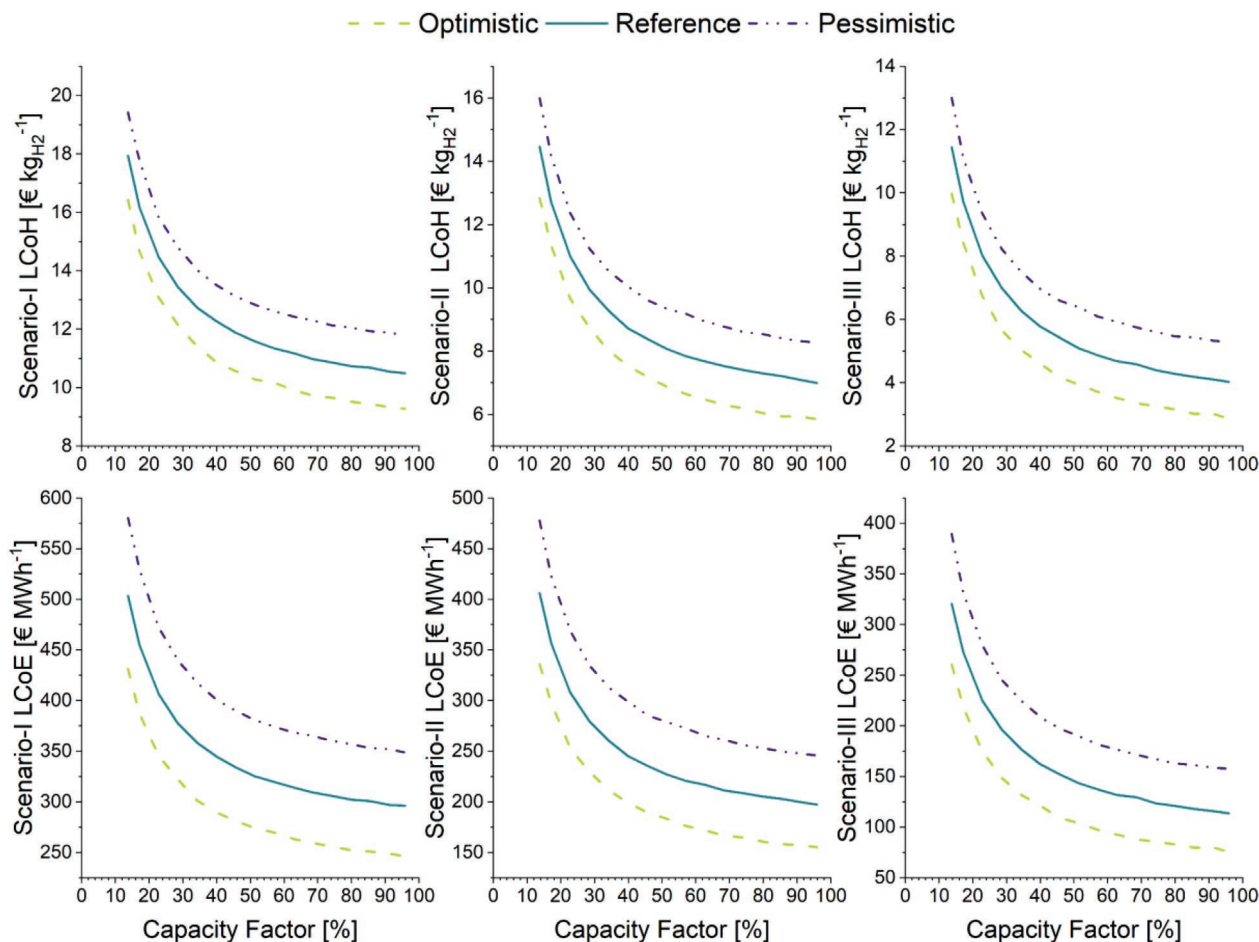 Optimistic Reference Pessimistic
Scenario-I LCoH [€ kg_H2^-1]
20
18
16
14
12
10
8
0 10 20 30 40 50 60 70 80 90 100
Scenario-II LCoH [€ kg_H2^-1]
16
14
12
10
8
6
0 10 20 30 40 50 60 70 80 90 100
Scenario-III LCoH [€ kg_H2^-1]
14
12
10
8
6
4
2
0 10 20 30 40 50 60 70 80 90 100
Scenario-I LCoE [€ MWh^-1]
600
550
500
450
400
350
300
250
0 10 20 30 40 50 60 70 80 90 100
Capacity Factor [%]
Scenario-II LCoE [€ MWh^-1]
500
450
400
350
300
250
200
150
0 10 20 30 40 50 60 70 80 90 100
Capacity Factor [%]
Scenario-III LCoE [€ MWh^-1]
400
350
300
250
200
150
100
50
0 10 20 30 40 50 60 70 80 90 100
Capacity Factor [%]